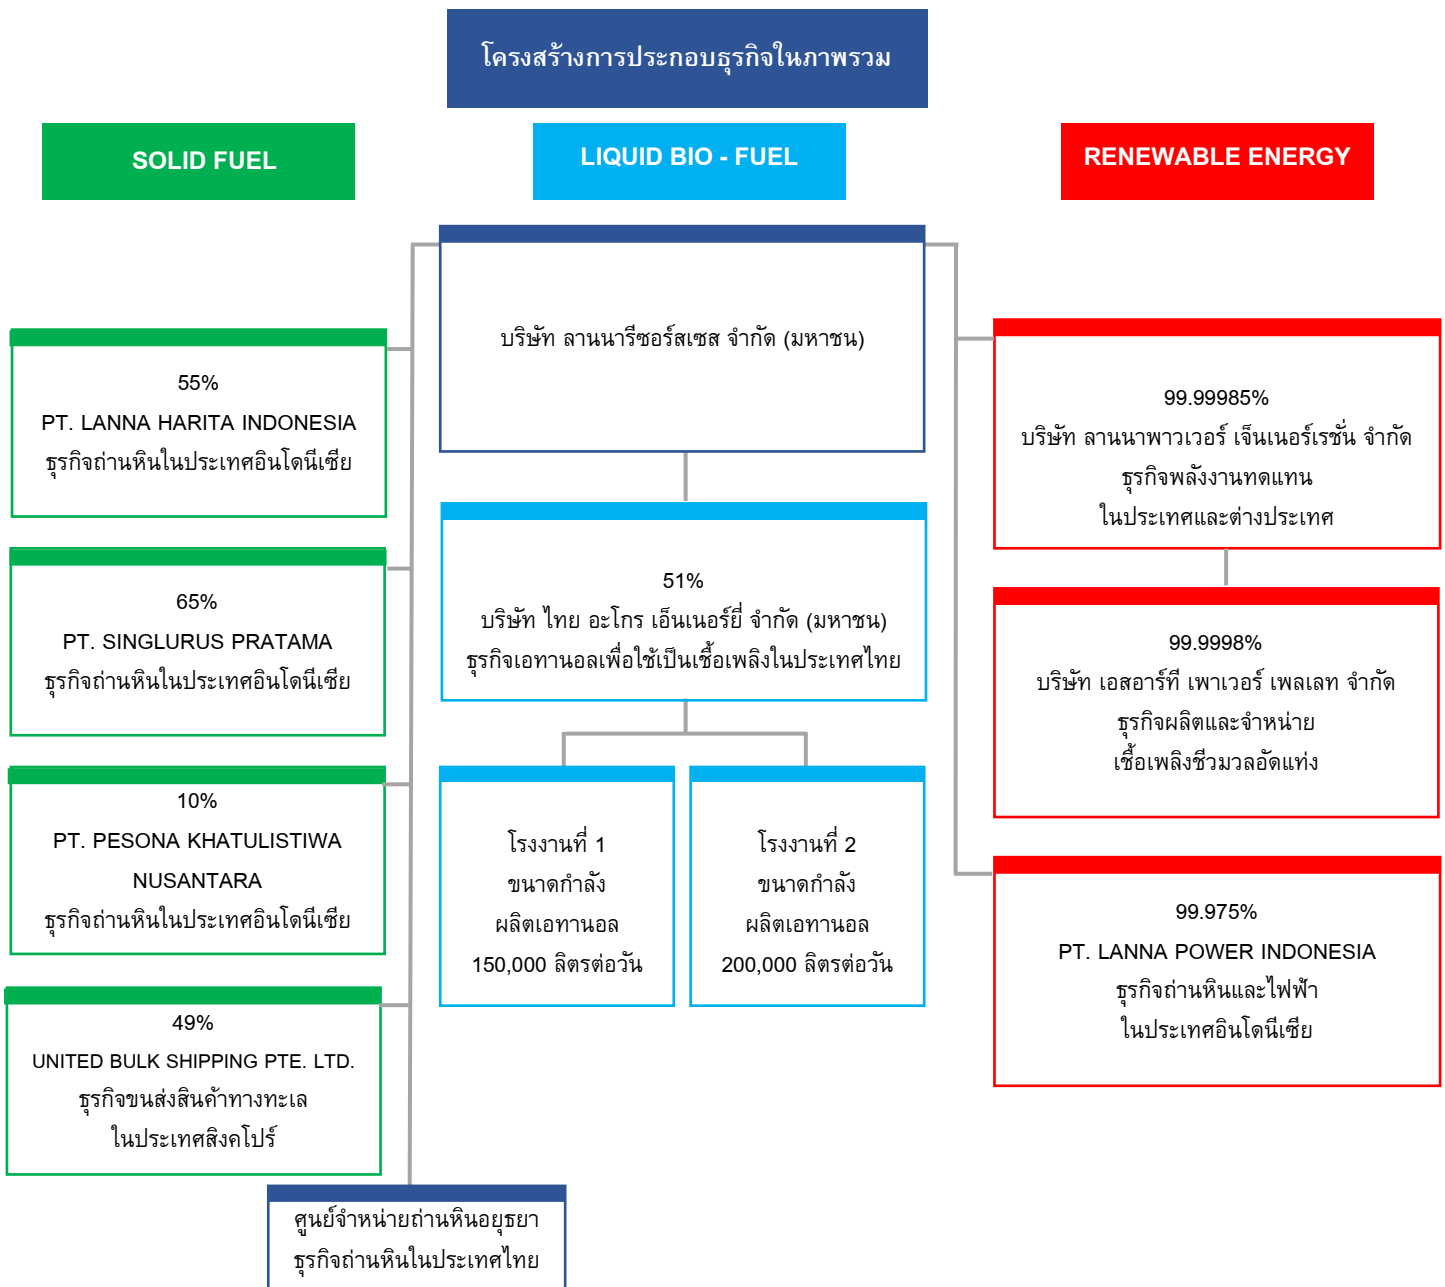 โครงสร้างการประกอบธุรกิจในภาพรวม
SOLID FUEL
LIQUID BIO - FUEL
RENEWABLE ENERGY
บริษัท ลานนารีซอร์สเซส จำกัด (มหาชน)
55%
PT. LANNA HARITA INDONESIA
ธุรกิจถ่านหินในประเทศอินโดนีเซีย
65%
PT. SINGLURUS PRATAMA
ธุรกิจถ่านหินในประเทศอินโดนีเซีย
10%
PT. PESONA KHATULISTIWA
NUSANTARA
ธุรกิจถ่านหินในประเทศอินโดนีเซีย
49%
UNITED BULK SHIPPING PTE. LTD.
ธุรกิจขนส่งสินค้าทางทะเล
ในประเทศสิงคโปร์
ศูนย์จำหน่ายถ่านหินอยุธยา
ธุรกิจถ่านหินในประเทศไทย
51%
บริษัท ไทย อะโกร เอ็นเนอร์ยี่ จำกัด (มหาชน)
ธุรกิจเอทานอลเพื่อใช้เป็นเชื้อเพลิงในประเทศไทย
โรงงานที่ 1
ขนาดกำลัง
ผลิตเอทานอล
150,000 ลิตรต่อวัน
โรงงานที่ 2
ขนาดกำลัง
ผลิตเอทานอล
200,000 ลิตรต่อวัน
99.99985%
บริษัท ลานนาพาวเวอร์ เจ็นเนอร์เรชั่น จำกัด
ธุรกิจพลังงานทดแทน
ในประเทศและต่างประเทศ
99.9998%
บริษัท เอสอาร์ที เพาเวอร์ เพลเลท จำกัด
ธุรกิจผลิตและจำหน่าย
เชื้อเพลิงชีวมวลอัดแท่ง
99.975%
PT. LANNA POWER INDONESIA
ธุรกิจถ่านหินและไฟฟ้า
ในประเทศอินโดนีเซีย